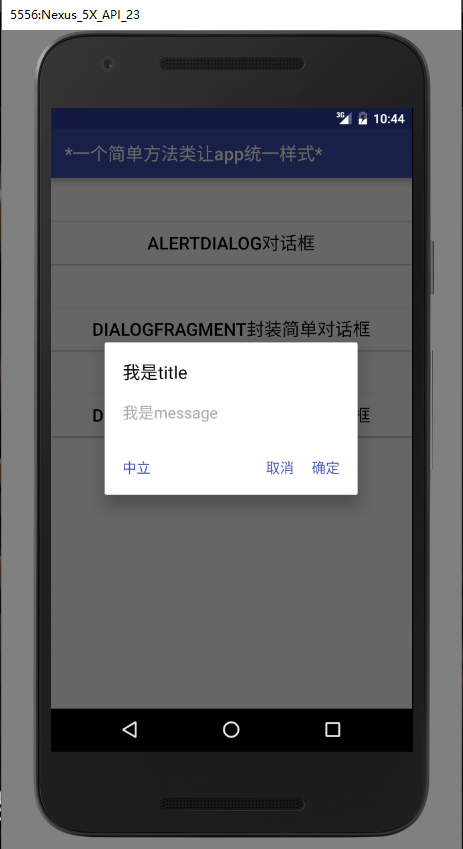 5556:Nexus_5X_API_23
3G 10:44
*一个简单方法类让app统一样式*
ALERTDIALOG对话框
DIALOGFRAGMENT封装简单对话框
我是title
我是message
D
框
中立 取消 确定